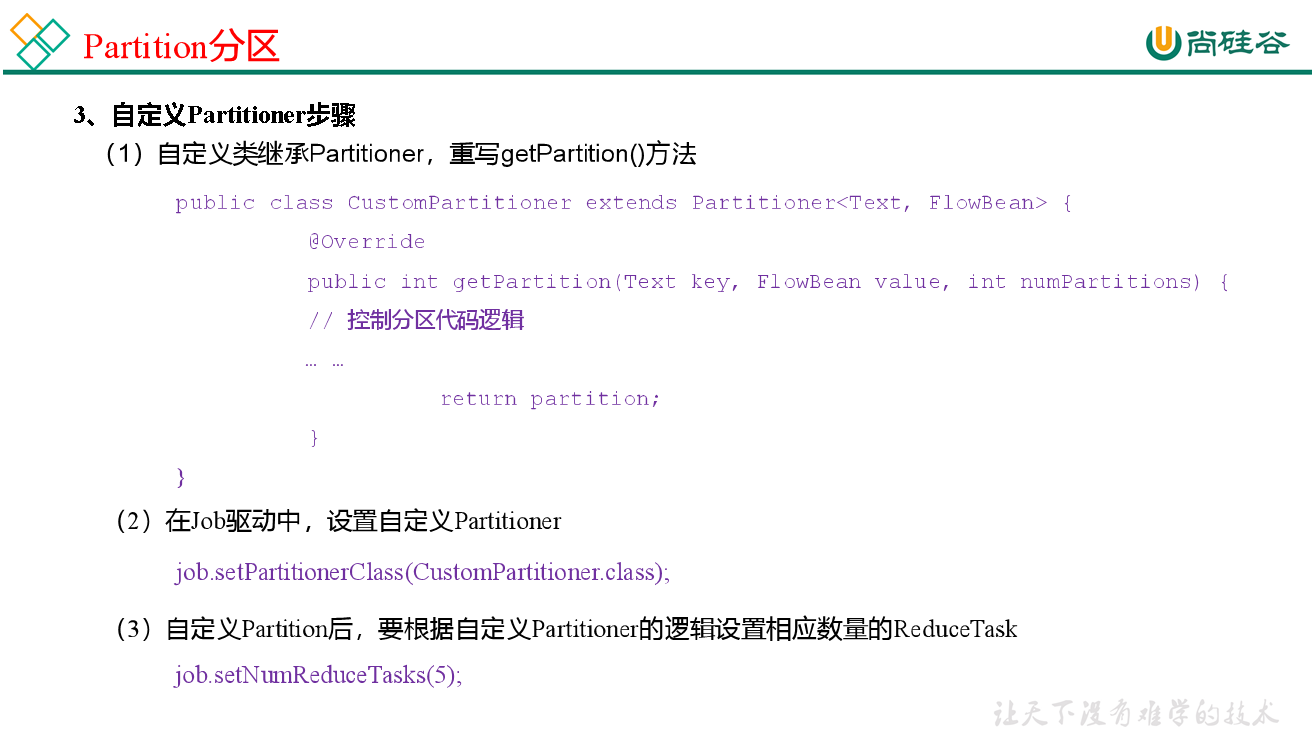 Partition分区
尚硅谷
3、自定义Partitioner步骤
（1）自定义类继承Partitioner，重写getPartition()方法
public class CustomPartitioner extends Partitioner<Text, FlowBean> {
@Override
public int getPartition(Text key, FlowBean value, int numPartitions) {
// 控制分区代码逻辑
… …
return partition;
}
}
（2）在Job驱动中，设置自定义Partitioner
job.setPartitionerClass(CustomPartitioner.class);
（3）自定义Partition后，要根据自定义Partitioner的逻辑设置相应数量的ReduceTask
job.setNumReduceTasks(5);
让天下没有难学的技术